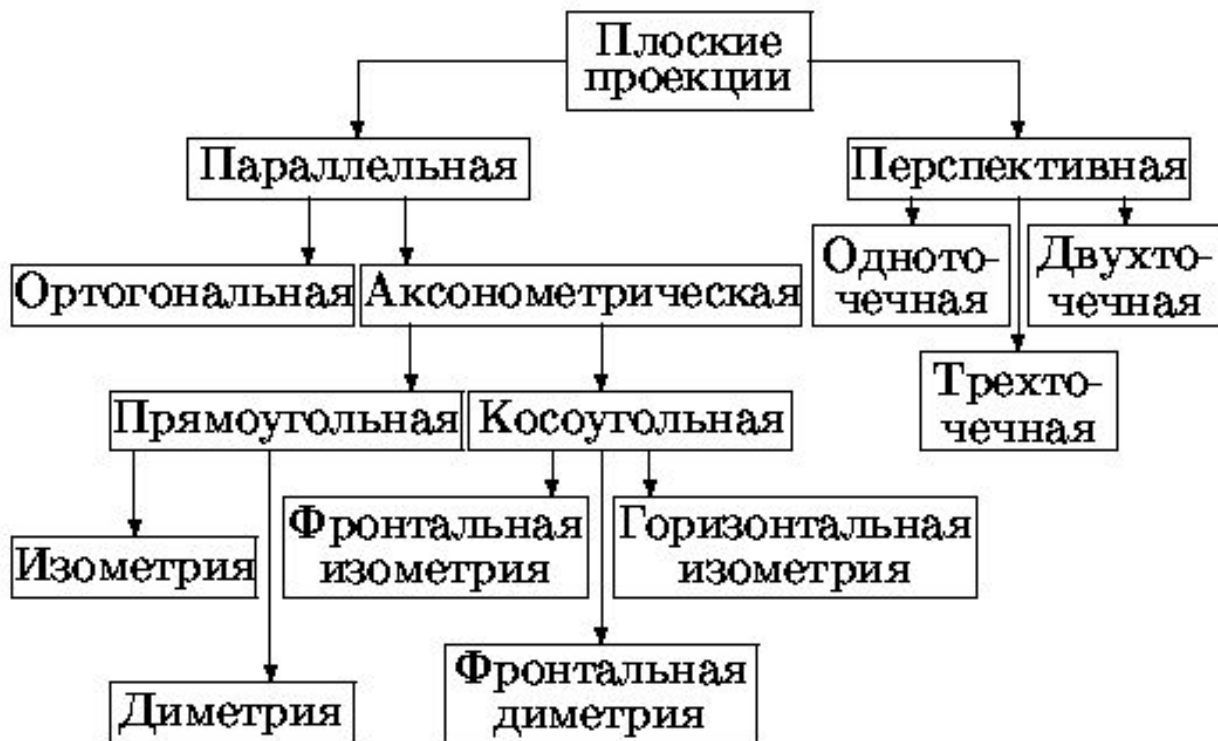 Плоские
проекции
Параллельная
Перспективная
Ортогональная
Аксонометрическая
Одното-
чечная
Двухто-
чечная
Трехто-
чечная
Прямоугольная
Косоугольная
Изометрия
Фронтальная
изометрия
Горизонтальная
изометрия
Диметрия
Фронтальная
диметрия